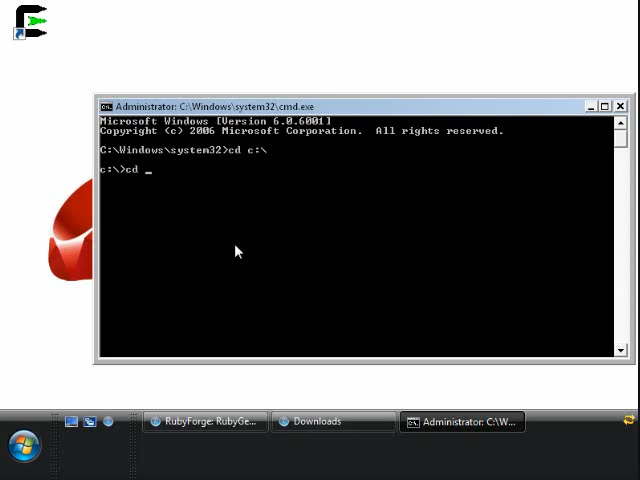 Administrator: C:\Windows\system32\cmd.exe
Microsoft Windows [Version 6.0.6001]
Copyright (c) 2006 Microsoft Corporation.  All rights reserved.
C:\Windows\system32>cd c:\
c:\>cd _
RubyForge: RubyGe...
Downloads
Administrator: C:\W...